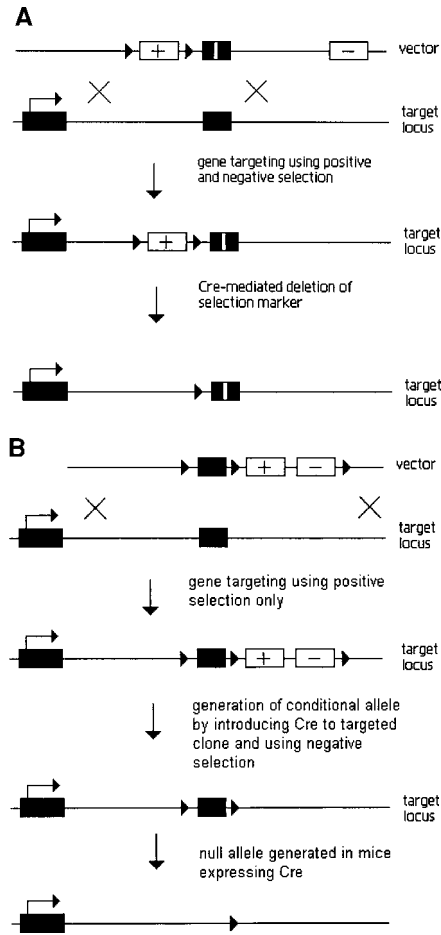 A
+
−
vector
target
locus
gene targeting using positive
and negative selection
+
target
locus
Cre-mediated deletion of
selection marker
target
locus
B
+
−
vector
target
locus
gene targeting using positive
selection only
+
−
target
locus
generation of conditional allele
by introducing Cre to targeted
clone and using negative
selection
target
locus
null allele generated in mice
expressing Cre